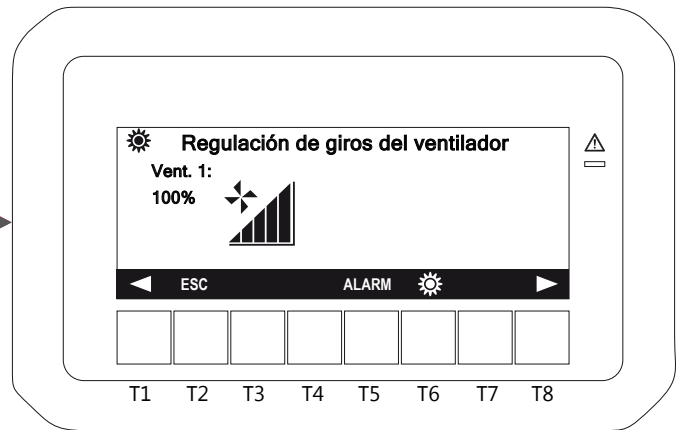 Regulación de giros del ventilador
Vent. 1:
100%
ESC ALARM
T1 T2 T3 T4 T5 T6 T7 T8